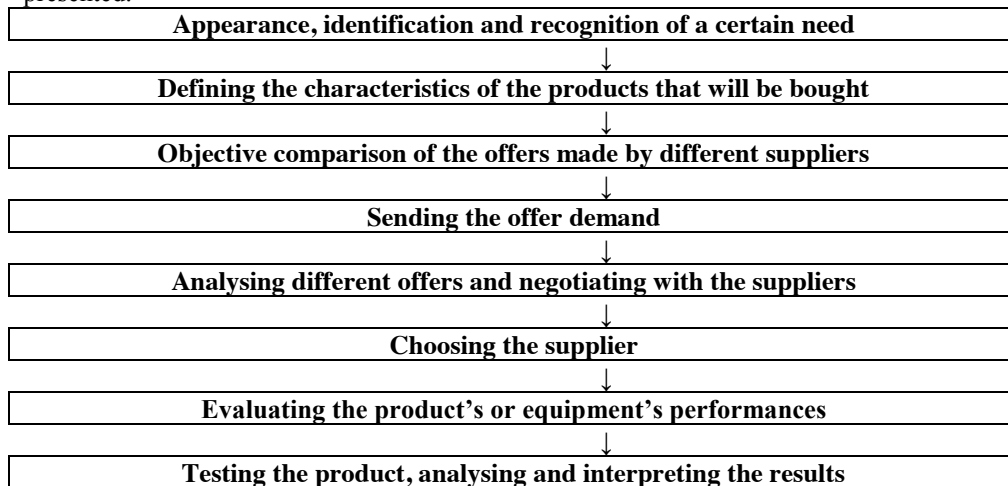 presented.
Appearance, identification and recognition of a certain need
↓
Defining the characteristics of the products that will be bought
↓
Objective comparison of the offers made by different suppliers
↓
Sending the offer demand
↓
Analysing different offers and negotiating with the suppliers
↓
Choosing the supplier
↓
Evaluating the product’s or equipment’s performances
↓
Testing the product, analysing and interpreting the results